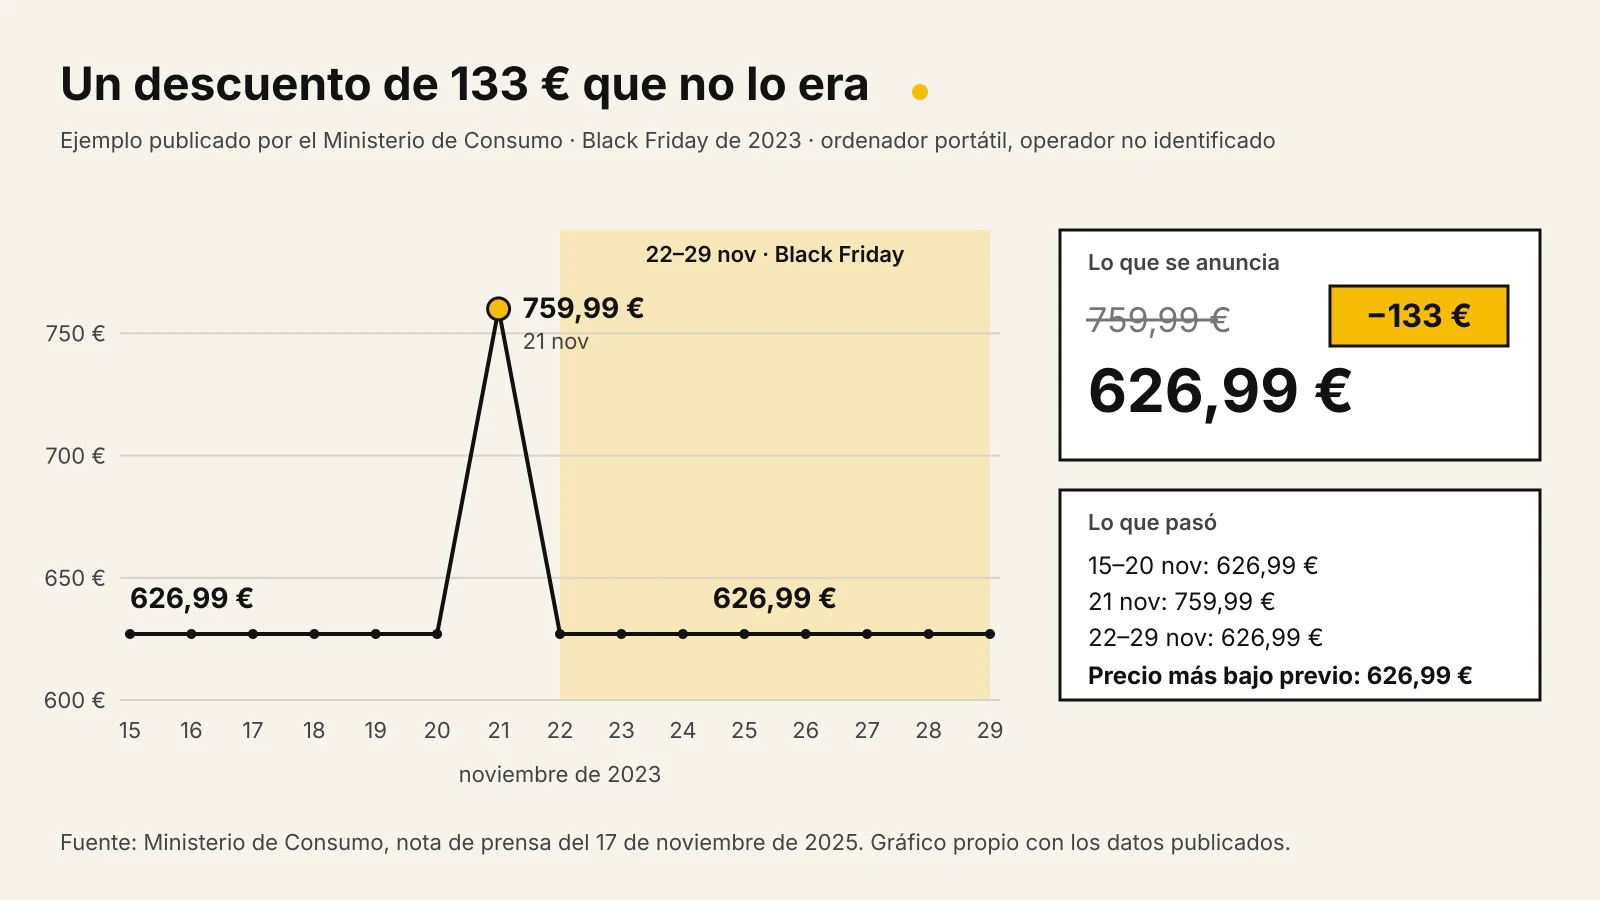 Un descuento de 133 € que no lo era
Ejemplo publicado por el Ministerio de Consumo · Black Friday de 2023 · ordenador portátil, operador no identificado
22–29 nov · Black Friday
759,99 €
21 nov
750 €
700 €
650 €
600 €
626,99 €
626,99 €
15 16 17 18 19 20 21 22 23 24 25 26 27 28 29
noviembre de 2023
Lo que se anuncia
759,99 €
−133 €
626,99 €
Lo que pasó
15–20 nov: 626,99 €
21 nov: 759,99 €
22–29 nov: 626,99 €
Precio más bajo previo: 626,99 €
Fuente: Ministerio de Consumo, nota de prensa del 17 de noviembre de 2025. Gráfico propio con los datos publicados.